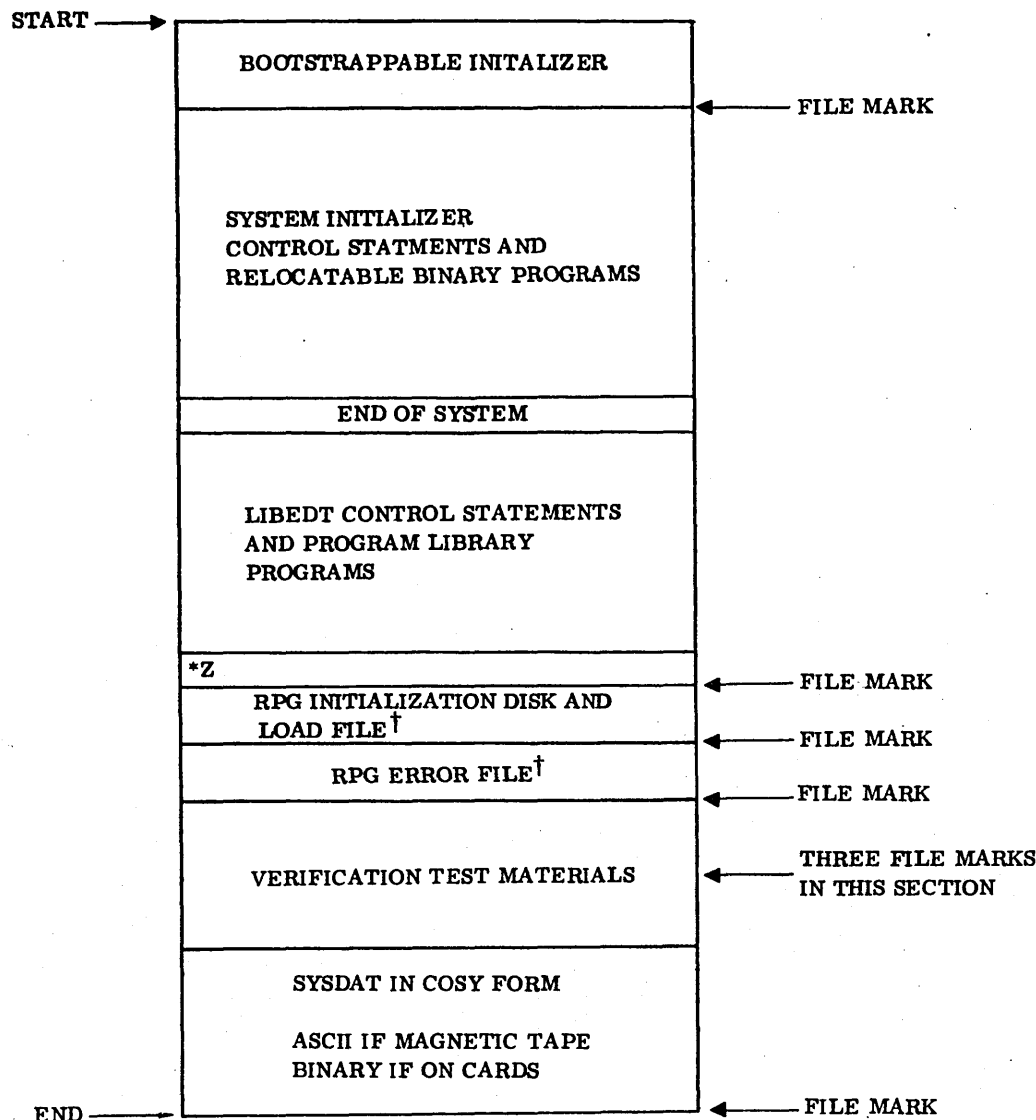 START
BOOTSTRAPPABLE INITALIZER
FILE MARK
SYSTEM INITIALIZER
CONTROL STATMENTS AND
RELOCATABLE BINARY PROGRAMS
END OF SYSTEM
LIBEDT CONTROL STATEMENTS
AND PROGRAM LIBRARY
PROGRAMS
*Z
FILE MARK
RPG INITIALIZATION DISK AND
LOAD FILE†
FILE MARK
RPG ERROR FILE†
FILE MARK
VERIFICATION TEST MATERIALS
THREE FILE MARKS
IN THIS SECTION
SYSDAT IN COSY FORM
ASCII IF MAGNETIC TAPE
BINARY IF ON CARDS
END
FILE MARK